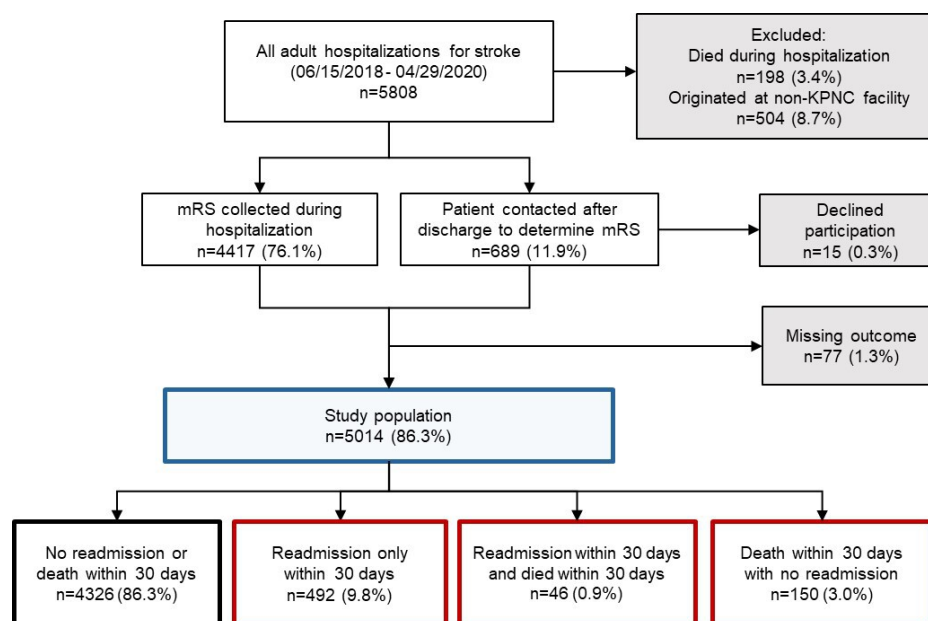 All adult hospitalizations for stroke
(06/15/2018- 04/29/2020)
n=5808
Excluded:
Died during hospitalization
n=198 (3.4%)
Originated at non-KPNC facility
n=504 (8.7%)
mRS collected during
hospitalization
n=4417 (76.1%)
Patient contacted after
discharge to determine mRS
n=689 (11.9%)
Declined
participation
n=15 (0.3%)
Missing outcome
n=77 (1.3%)
Study population
n=5014 (86.3%)
No readmission or
death within 30 days
n=4326 (86.3%)
Readmission only
within 30 days
n=492 (9.8%)
Readmission within 30 days
and died within 30 days
n=46 (0.9%)
Death within 30 days
with no readmission
n=150 (3.0%)